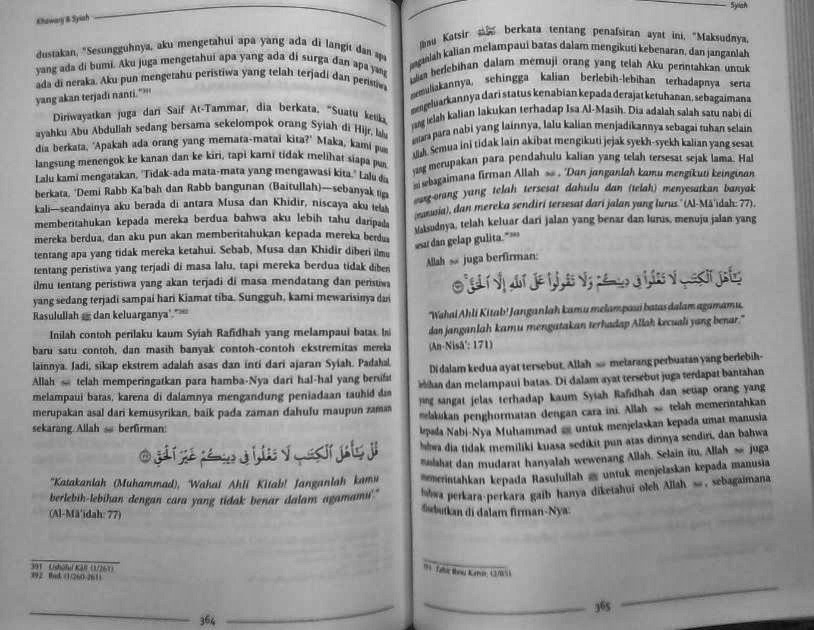 Khawarij & Syiah
dustakan, "Sesungguhnya, aku mengetahui apa yang ada di langit dan apa
yang ada di bumi. Aku juga mengetahui apa yang ada di surga dan apa yang
ada di neraka. Aku pun mengetahu peristiwa yang telah terjadi dan peristiwa
yang akan terjadi nanti."³⁹¹
Diriwayatkan juga dari Saif At-Tammar, dia berkata, "Suatu ketika,
ayahku Abu Abdullah sedang bersama sekelompok orang Syiah di Hijr, lalu
dia berkata, 'Apakah ada orang yang memata-matai kita?' Maka, kami pun
langsung menengok ke kanan dan ke kiri, tapi kami tidak melihat siapa pun.
Lalu kami mengatakan, 'Tidak-ada mata-mata yang mengawasi kita.' Lalu dia
berkata, 'Demi Rabb Ka'bah dan Rabb bangunan (Baitullah)—sebanyak tiga
kali—seandainya aku berada di antara Musa dan Khidir, niscaya aku telah
memberitahukan kepada mereka berdua bahwa aku lebih tahu daripada
mereka berdua, dan aku pun akan memberitahukan kepada mereka berdua
tentang apa yang tidak mereka ketahui. Sebab, Musa dan Khidir diberi ilmu
tentang peristiwa yang terjadi di masa lalu, tapi mereka berdua tidak diberi
ilmu tentang peristiwa yang terjadi di masa mendatang dan peristiwa
yang sedang terjadi sampai hari Kiamat tiba. Sungguh, kami mewarisinya dari
Rasulullah ﷺ dan keluarganya'."³⁹²
Inilah contoh perilaku kaum Syiah Rafidhah yang melampaui batas. Ini
baru satu contoh, dan masih banyak contoh-contoh ekstremitas mereka
lainnya. Jadi, sikap ekstrem adalah asas dan inti dari ajaran Syiah. Padahal,
Allah telah memperingatkan para hamba-Nya dari hal-hal yang bersifat
melampaui batas, karena di dalamnya mengandung peniadaan tauhid dan
merupakan asal dari kemusyrikan, baik pada zaman dahulu maupun zaman
sekarang. Allah berfirman:
قُلْ يَـٰٓأَهْلَ ٱلْكِتَـٰبِ لَا تَغْلُوا۟ فِى دِينِكُمْ غَيْرَ ٱلْحَقِّ ۝٧٧
"Katakanlah (Muhammad), 'Wahai Ahli Kitab! Janganlah kamu
berlebih-lebihan dengan cara yang tidak benar dalam agamamu'."
(Al-Mâ'idah: 77)
391 Ushûlul Kâfî, (1/261).
392 Ibid, (1/260-261).
364
Syiah
Ibnu Katsir berkata tentang penafsiran ayat ini, "Maksudnya,
janganlah kalian melampaui batas dalam mengikuti kebenaran, dan janganlah
kalian berlebihan dalam memuji orang yang telah Aku perintahkan untuk
memuliakannya, sehingga kalian berlebih-lebihan terhadapnya serta
mengeluarkannya dari status kenabian kepada derajat ketuhanan, sebagaimana
yang telah kalian lakukan terhadap Isa Al-Masih. Dia adalah salah satu nabi di
antara para nabi yang lainnya, lalu kalian menjadikannya sebagai tuhan selain
Allah. Semua ini tidak lain akibat mengikuti jejak syekh-syekh kalian yang sesat
yang merupakan para pendahulu kalian yang telah tersesat sejak lama. Hal
ini sebagaimana firman Allah , 'Dan janganlah kamu mengikuti keinginan
orang-orang yang telah tersesat dahulu dan (telah) menyesatkan banyak
(manusia), dan mereka sendiri tersesat dari jalan yang lurus.' (Al-Mâ'idah: 77).
Maksudnya, telah keluar dari jalan yang benar dan lurus, menuju jalan yang
sesat dan gelap gulita."³⁹³
Allah juga berfirman:
يَـٰٓأَهْلَ ٱلْكِتَـٰبِ لَا تَغْلُوا۟ فِى دِينِكُمْ وَلَا تَقُولُوا۟ عَلَى ٱللَّهِ إِلَّا ٱلْحَقَّ ۚ ۝١٧١
"Wahai Ahli Kitab! Janganlah kamu melampaui batas dalam agamamu,
dan janganlah kamu mengatakan terhadap Allah kecuali yang benar."
(An-Nisâ': 171)
Di dalam kedua ayat tersebut, Allah melarang perbuatan yang berlebih-
lebihan dan melampaui batas. Di dalam ayat tersebut juga terdapat bantahan
yang sangat jelas terhadap kaum Syiah Rafidhah dan setiap orang yang
melakukan penghormatan dengan cara ini. Allah telah memerintahkan
kepada Nabi-Nya Muhammad ﷺ untuk menjelaskan kepada umat manusia
bahwa dia tidak memiliki kuasa sedikit pun atas dirinya sendiri, dan bahwa
maslahat dan mudarat hanyalah wewenang Allah. Selain itu, Allah juga
memerintahkan kepada Rasulullah ﷺ untuk menjelaskan kepada manusia
bahwa perkara-perkara gaib hanya diketahui oleh Allah , sebagaimana
disebutkan di dalam firman-Nya:
393 Tafsir Ibnu Katsir, (2/85).
365